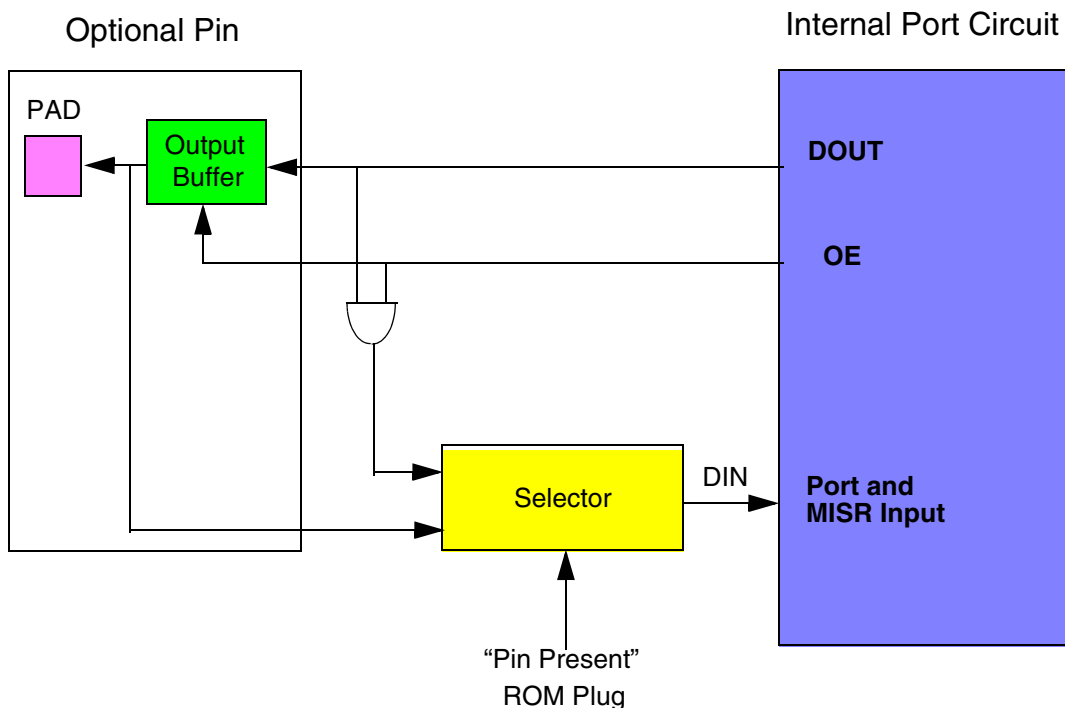 Optional Pin
Internal Port Circuit
PAD
Output
Buffer
DOUT
OE
Selector
DIN
Port and
MISR Input
“Pin Present”
ROM Plug